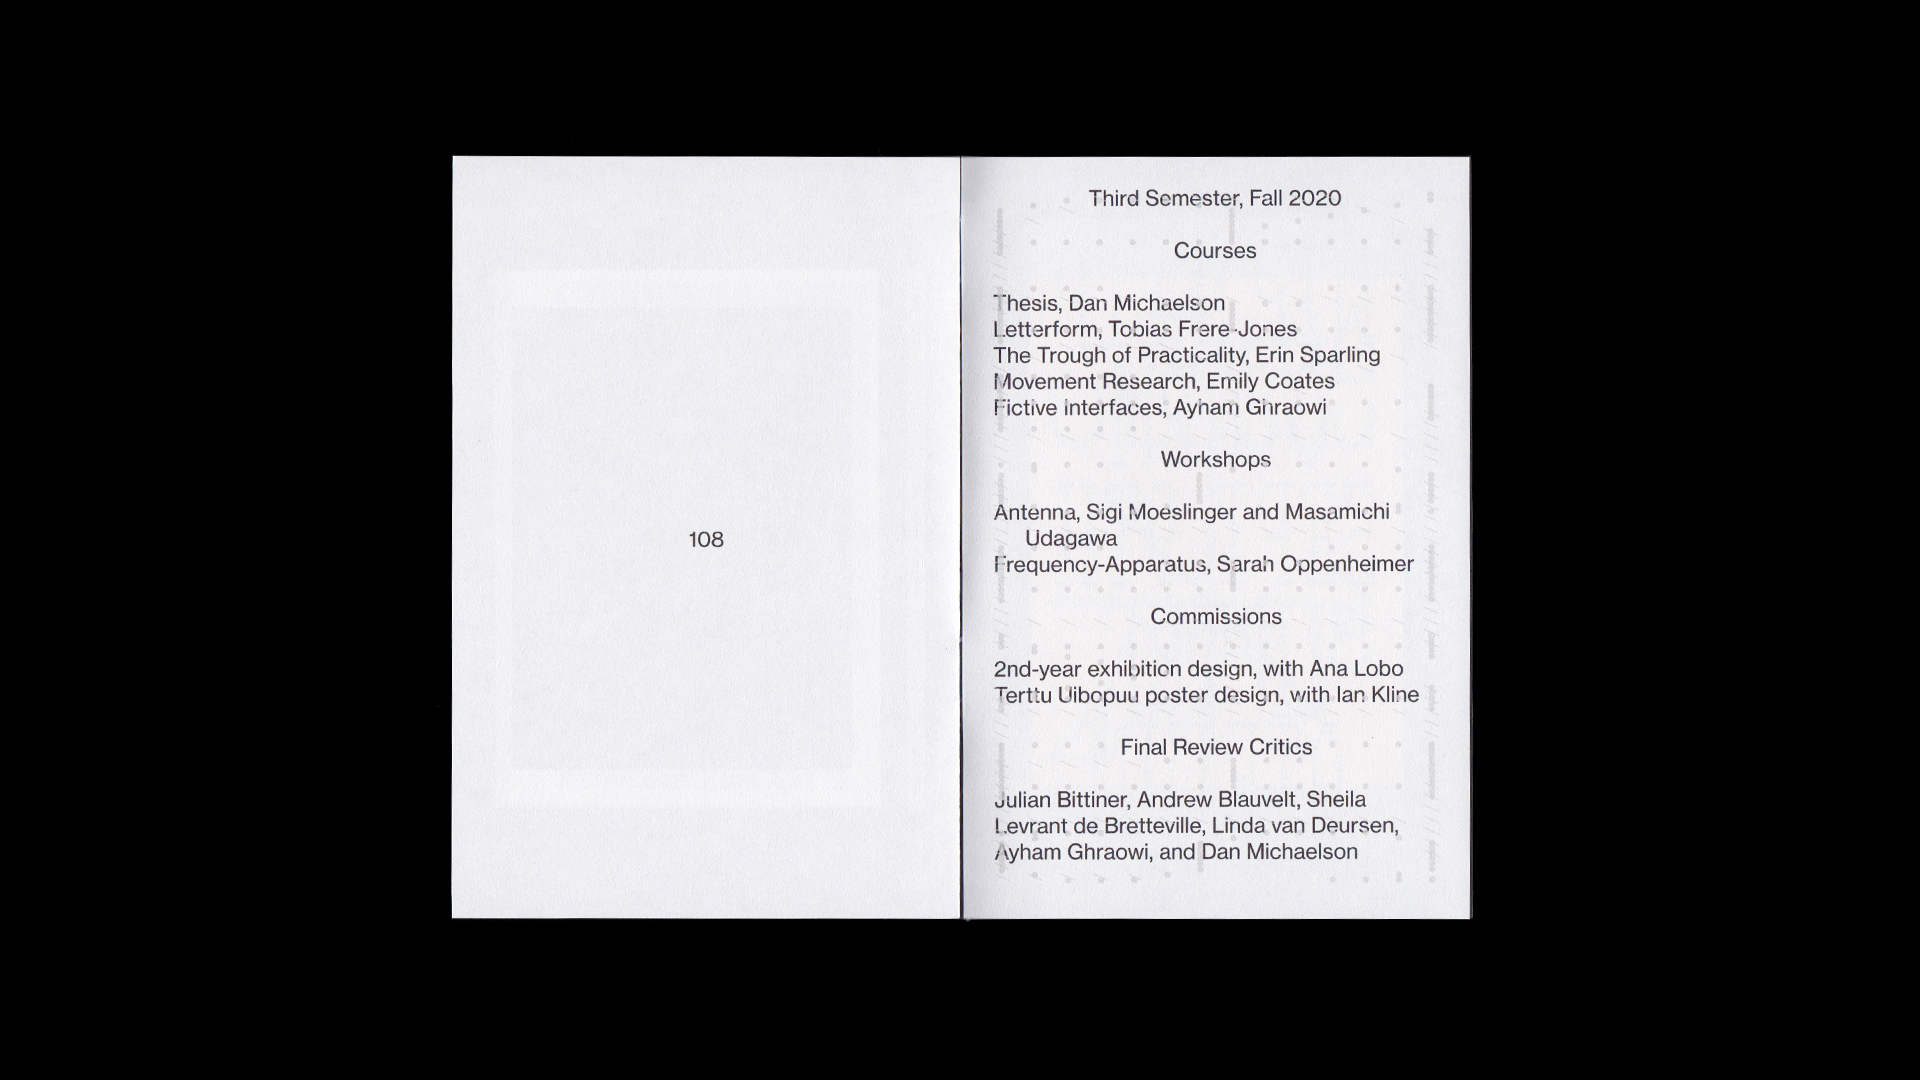 108
Third Semester, Fall 2020
Courses
Thesis, Dan Michaelson
Letterform, Tobias Frere-Jones
The Trough of Practicality, Erin Sparling
Movement Research, Emily Coates
Fictive Interfaces, Ayham Ghraowi
Workshops
Antenna, Sigi Moeslinger and Masamichi
Udagawa
Frequency-Apparatus, Sarah Oppenheimer
Commissions
2nd-year exhibition design, with Ana Lobo
Terttu Uibopuu poster design, with Ian Kline
Final Review Critics
Julian Bittiner, Andrew Blauvelt, Sheila
Levrant de Bretteville, Linda van Deursen,
Ayham Ghraowi, and Dan Michaelson